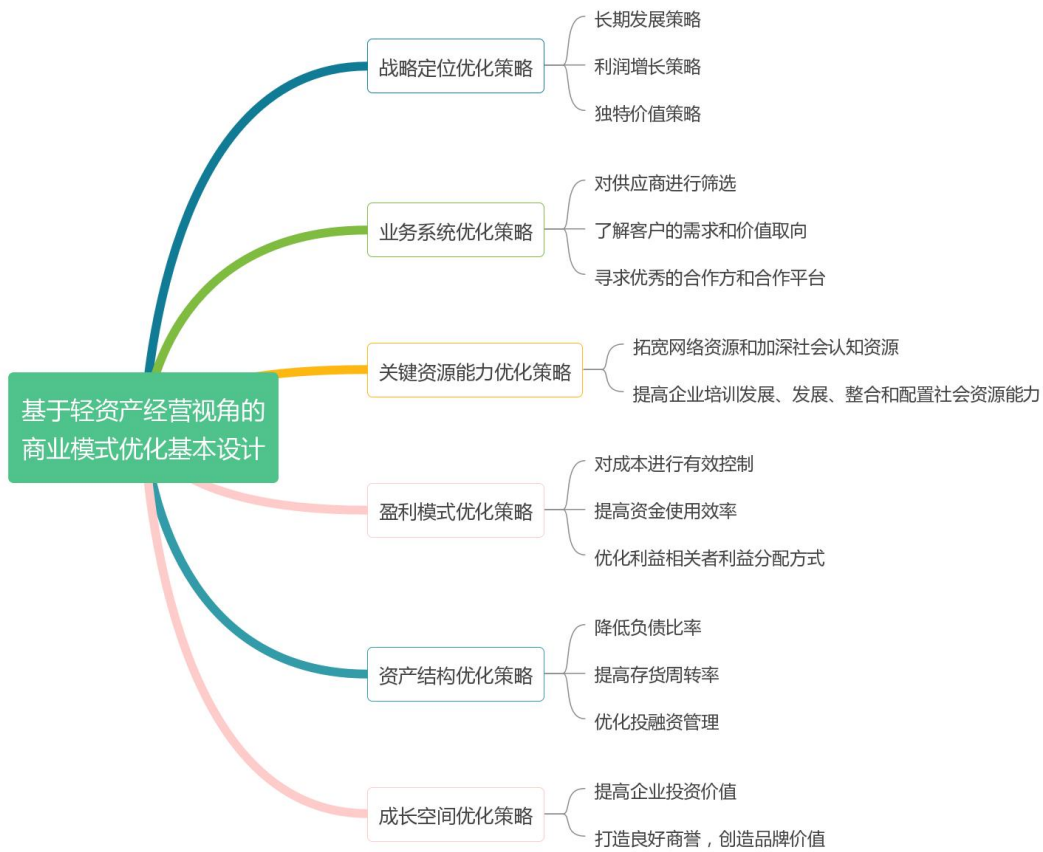 基于轻资产经营视角的
商业模式优化基本设计
战略定位优化策略
长期发展策略
利润增长策略
独特价值策略
业务系统优化策略
对供应商进行筛选
了解客户的需求和价值取向
寻求优秀的合作方和合作平台
关键资源能力优化策略
拓宽网络资源和加深社会认知资源
提高企业培训发展、发展、整合和配置社会资源能力
盈利模式优化策略
对成本进行有效控制
提高资金使用效率
优化利益相关者利益分配方式
资产结构优化策略
降低负债比率
提高存货周转率
优化投融资管理
成长空间优化策略
提高企业投资价值
打造良好商誉，创造品牌价值